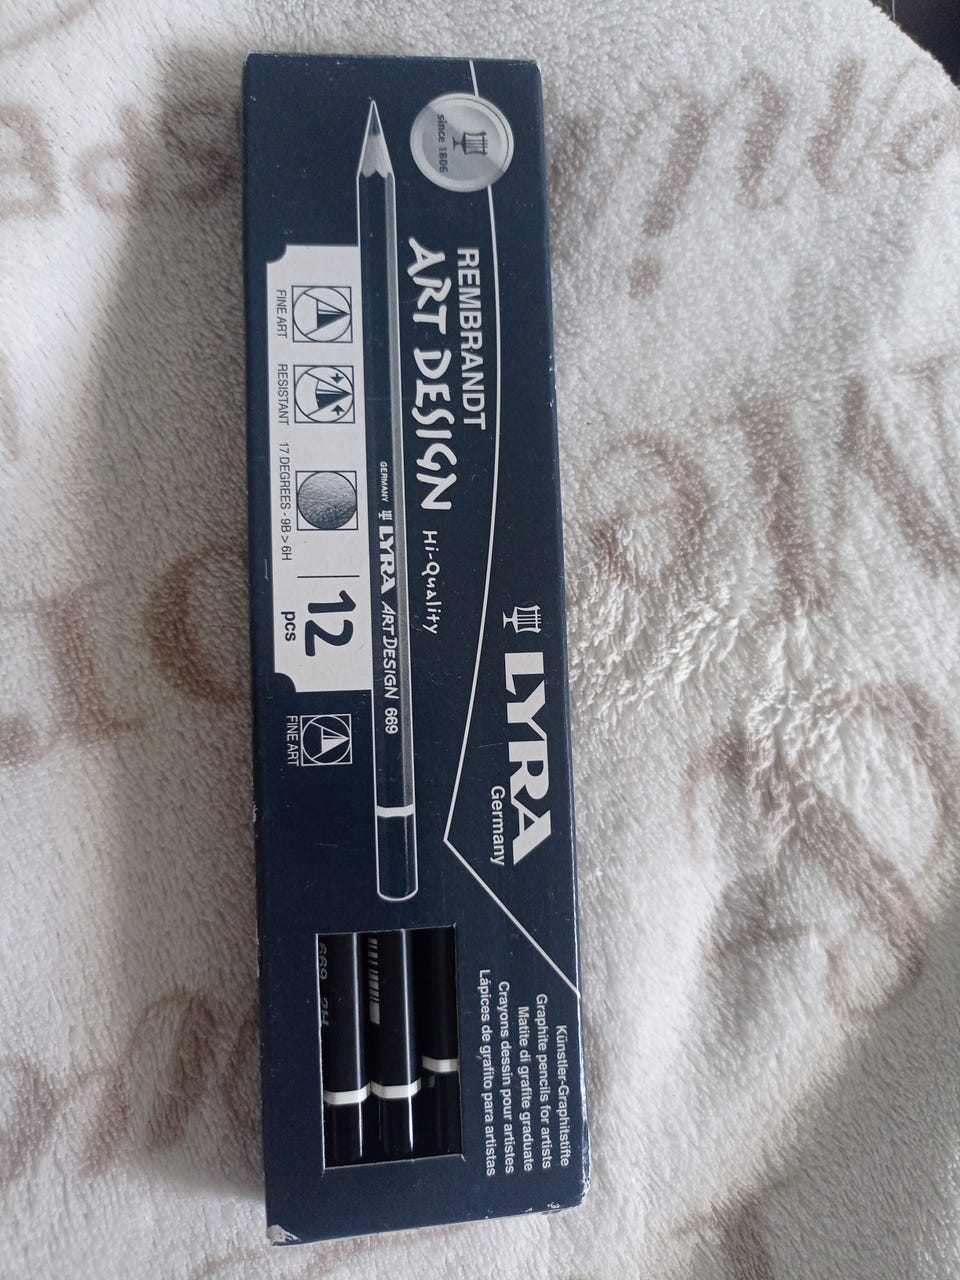 since 1806
REMBRANDT
ART DESIGN Hi-Quality
LYRA
Germany
GERMANY LYRA ART DESIGN 669
FINE ART
RESISTANT
17 DEGREES - 9B > 6H
12
pcs
FINE ART
Künstler-Graphitstifte
Graphite pencils for artists
Matite di grafite graduate
Crayons dessin pour artistes
Lápices de grafito para artistas
669 2H